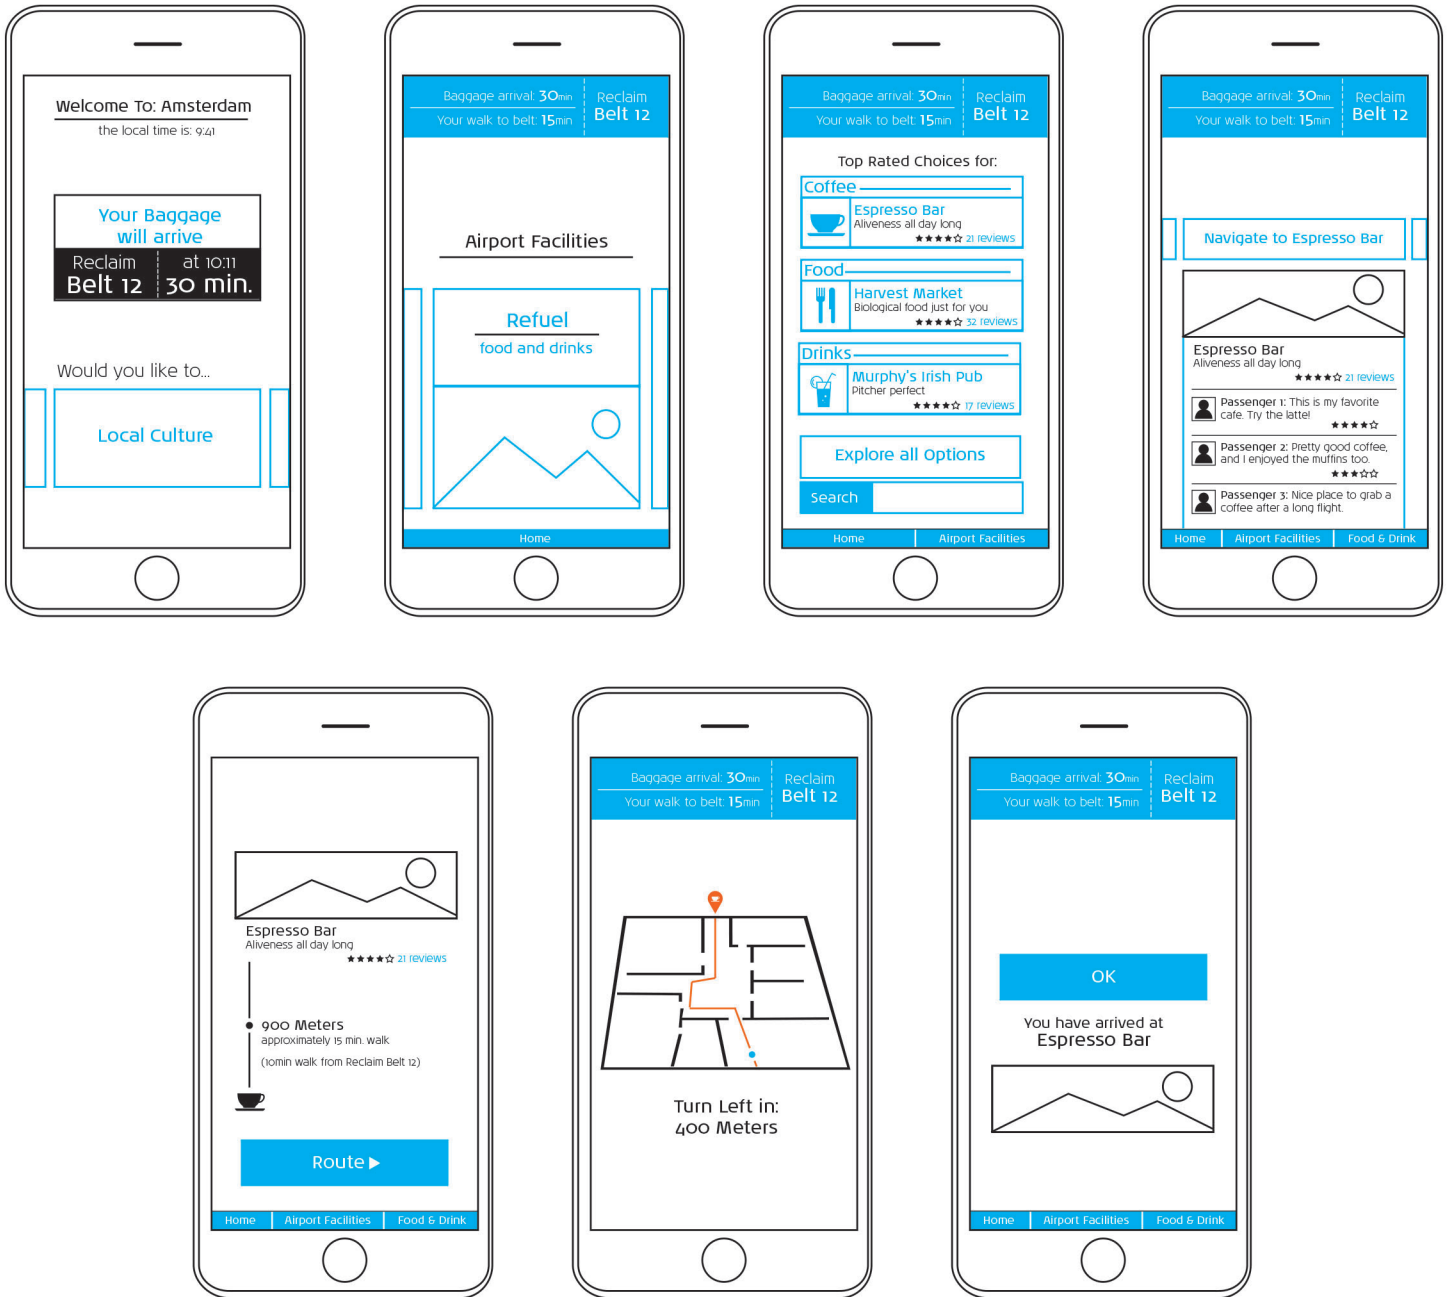 Welcome To: Amsterdam
the local time is: 9:41
Your Baggage
will arrive
Reclaim
Belt 12
at 10:11
30 min.
Would you like to...
Local Culture
Baggage arrival: 30min
Your walk to belt: 15min
Reclaim
Belt 12
Airport Facilities
Refuel
food and drinks
Home
Baggage arrival: 30min
Your walk to belt: 15min
Reclaim
Belt 12
Top Rated Choices for:
Coffee
Espresso Bar
Aliveness all day long
★★★★☆ 21 reviews
Food
Harvest Market
Biological food just for you
★★★★☆ 32 reviews
Drinks
Murphy's Irish Pub
Pitcher perfect
★★★★☆ 17 reviews
Explore all Options
Search
Home
Airport Facilities
Baggage arrival: 30min
Your walk to belt: 15min
Reclaim
Belt 12
Navigate to Espresso Bar
Espresso Bar
Aliveness all day long
★★★★☆ 21 reviews
Passenger 1: This is my favorite
cafe. Try the latte!
★★★★☆
Passenger 2: Pretty good coffee,
and I enjoyed the muffins too.
★★★☆☆
Passenger 3: Nice place to grab a
coffee after a long flight.
Home
Airport Facilities
Food & Drink
Espresso Bar
Aliveness all day long
★★★★☆ 21 reviews
900 Meters
approximately 15 min. walk
(10min walk from Reclaim Belt 12)
Route ▶
Home
Airport Facilities
Food & Drink
Baggage arrival: 30min
Your walk to belt: 15min
Reclaim
Belt 12
Turn Left in:
400 Meters
Baggage arrival: 30min
Your walk to belt: 15min
Reclaim
Belt 12
OK
You have arrived at
Espresso Bar
Home
Airport Facilities
Food & Drink